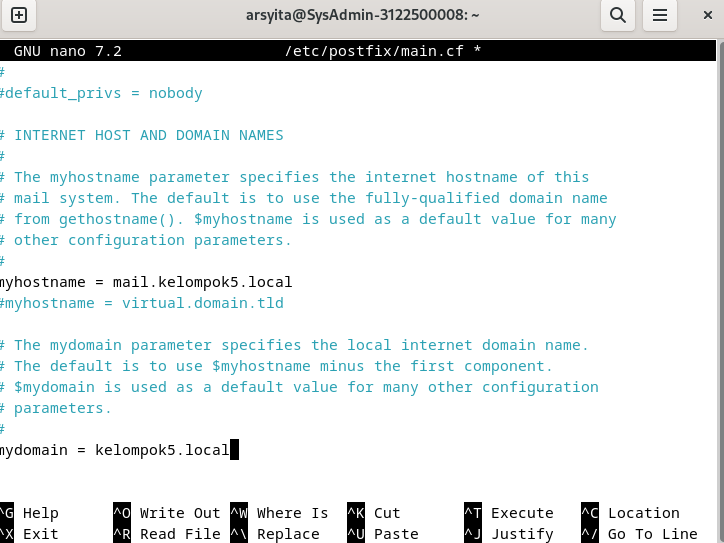 arsyita@SysAdmin-3122500008: ~
GNU nano 7.2 /etc/postfix/main.cf *
#
#default_privs = nobody
# INTERNET HOST AND DOMAIN NAMES
#
# The myhostname parameter specifies the internet hostname of this
# mail system. The default is to use the fully-qualified domain name
# from gethostname(). $myhostname is used as a default value for many
# other configuration parameters.
#
myhostname = mail.kelompok5.local
#myhostname = virtual.domain.tld
# The mydomain parameter specifies the local internet domain name.
# The default is to use $myhostname minus the first component.
# $mydomain is used as a default value for many other configuration
# parameters.
#
mydomain = kelompok5.local
^G Help ^O Write Out ^W Where Is ^K Cut ^T Execute ^C Location
^X Exit ^R Read File ^\ Replace ^U Paste ^J Justify ^/ Go To Line